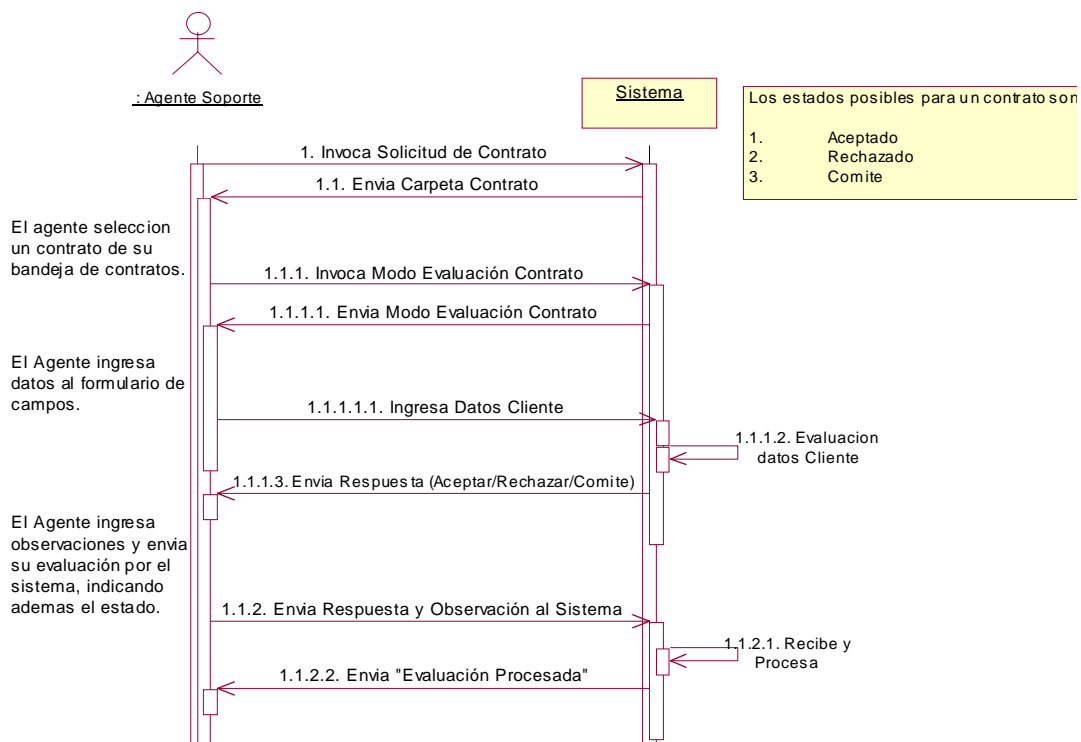 : Agente Soporte
Sistema
Los estados posibles para un contrato son
1. Aceptado
2. Rechazado
3. Comite
1. Invoca Solicitud de Contrato
1.1. Envia Carpeta Contrato
El agente seleccion
un contrato de su
bandeja de contratos.
1.1.1. Invoca Modo Evaluación Contrato
1.1.1.1. Envia Modo Evaluación Contrato
El Agente ingresa
datos al formulario de
campos.
1.1.1.1.1. Ingresa Datos Cliente
1.1.1.2. Evaluacion
datos Cliente
1.1.1.3. Envia Respuesta (Aceptar/Rechazar/Comite)
El Agente ingresa
observaciones y envia
su evaluación por el
sistema, indicando
ademas el estado.
1.1.2. Envia Respuesta y Observación al Sistema
1.1.2.1. Recibe y
Procesa
1.1.2.2. Envia "Evaluación Procesada"